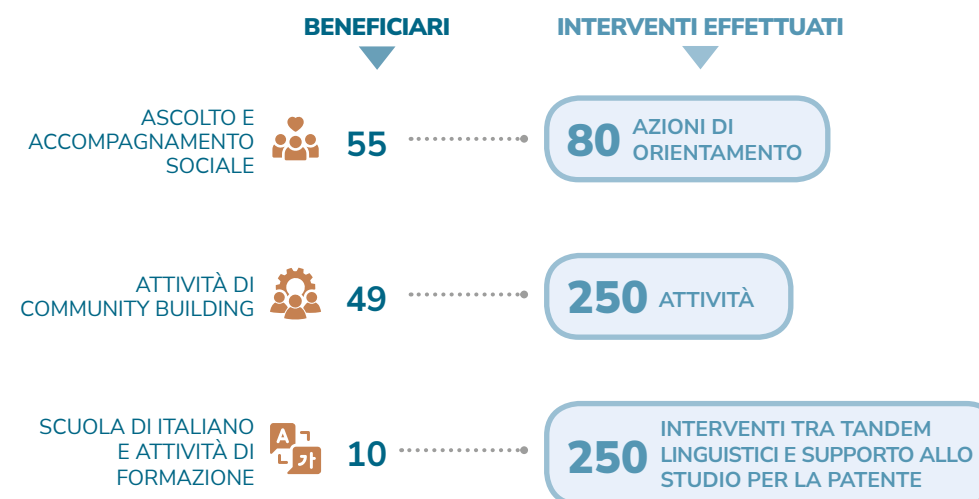 BENEFICIARI
INTERVENTI EFFETTUATI
ASCOLTO E
ACCOMPAGNAMENTO
SOCIALE
55
80 AZIONI DI
ORIENTAMENTO
ATTIVITÀ DI
COMMUNITY BUILDING
49
250 ATTIVITÀ
SCUOLA DI ITALIANO
E ATTIVITÀ DI
FORMAZIONE
A
가
10
250
INTERVENTI TRA TANDEM
LINGUISTICI E SUPPORTO ALLO
STUDIO PER LA PATENTE